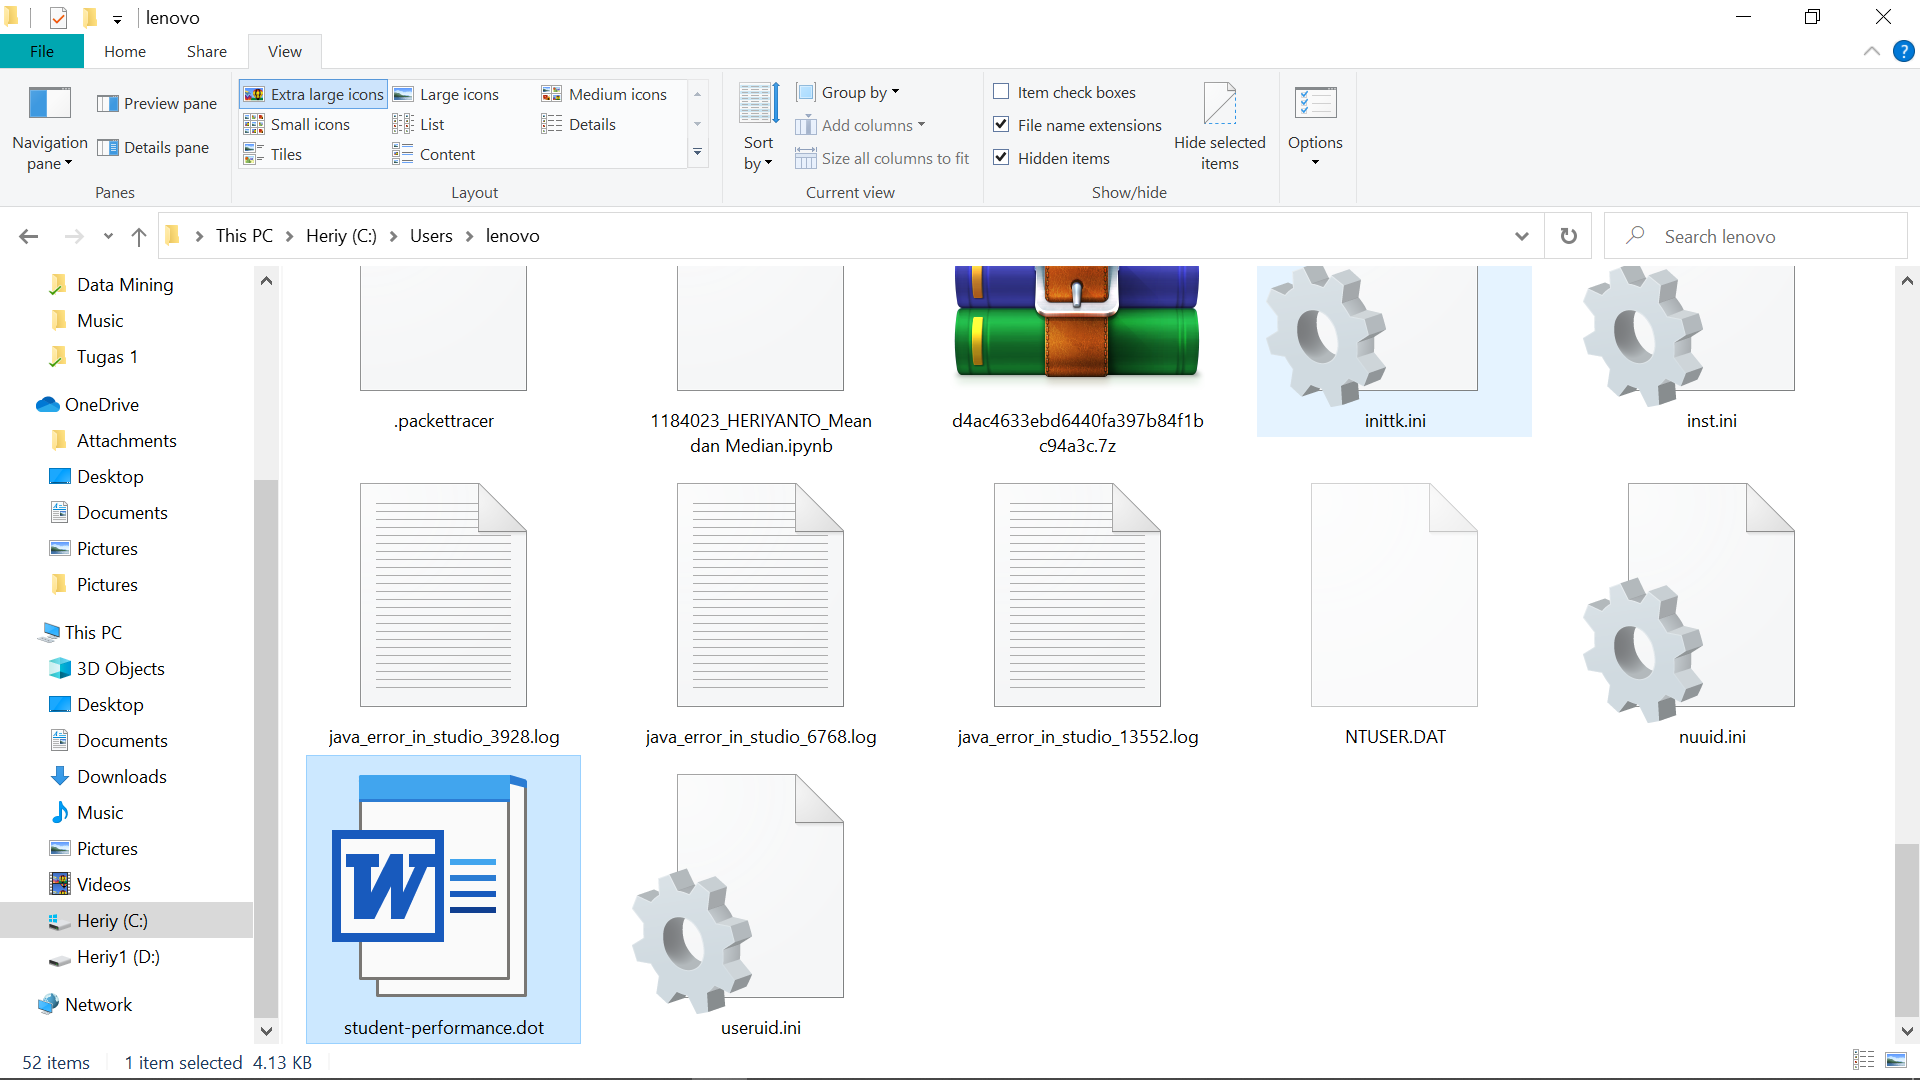 lenovo
File Home Share View
Navigation pane
Preview pane
Details pane
Panes
Extra large icons Large icons Medium icons
Small icons List Details
Tiles Content
Layout
Sort by
Group by
Add columns
Size all columns to fit
Current view
Item check boxes
File name extensions
Hidden items
Hide selected items
Show/hide
Options
?
This PC > Heriy (C:) > Users > lenovo
Search lenovo
Data Mining
Music
Tugas 1
OneDrive
Attachments
Desktop
Documents
Pictures
Pictures
This PC
3D Objects
Desktop
Documents
Downloads
Music
Pictures
Videos
Heriy (C:)
Heriy1 (D:)
Network
.packettracer
1184023_HERIYANTO_Mean
dan Median.ipynb
d4ac4633ebd6440fa397b84f1b
c94a3c.7z
inittk.ini
inst.ini
java_error_in_studio_3928.log
java_error_in_studio_6768.log
java_error_in_studio_13552.log
NTUSER.DAT
nuuid.ini
W
student-performance.dot
useruid.ini
52 items 1 item selected 4.13 KB